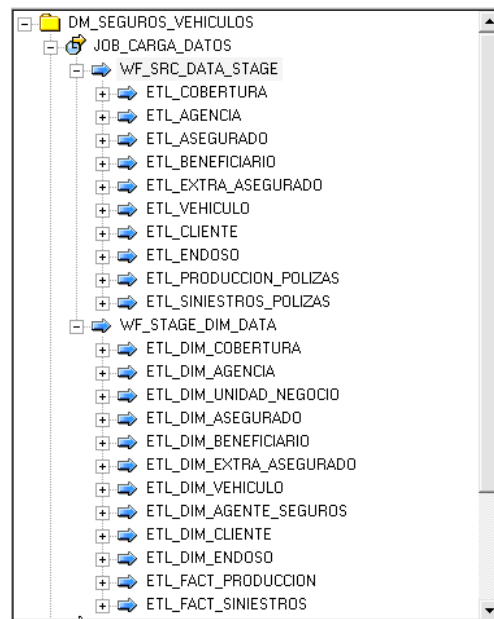 DM_SEGUROS_VEHICULOS
JOB_CARGA_DATOS
WF_SRC_DATA_STAGE
ETL_COBERTURA
ETL_AGENCIA
ETL_ASEGURADO
ETL_BENEFICIARIO
ETL_EXTRA_ASEGURADO
ETL_VEHICULO
ETL_CLIENTE
ETL_ENDOSO
ETL_PRODUCCION_POLIZAS
ETL_SINIESTROS_POLIZAS
WF_STAGE_DIM_DATA
ETL_DIM_COBERTURA
ETL_DIM_AGENCIA
ETL_DIM_UNIDAD_NEGOCIO
ETL_DIM_ASEGURADO
ETL_DIM_BENEFICIARIO
ETL_DIM_EXTRA_ASEGURADO
ETL_DIM_VEHICULO
ETL_DIM_AGENTE_SEGUROS
ETL_DIM_CLIENTE
ETL_DIM_ENDOSO
ETL_FACT_PRODUCCION
ETL_FACT_SINIESTROS